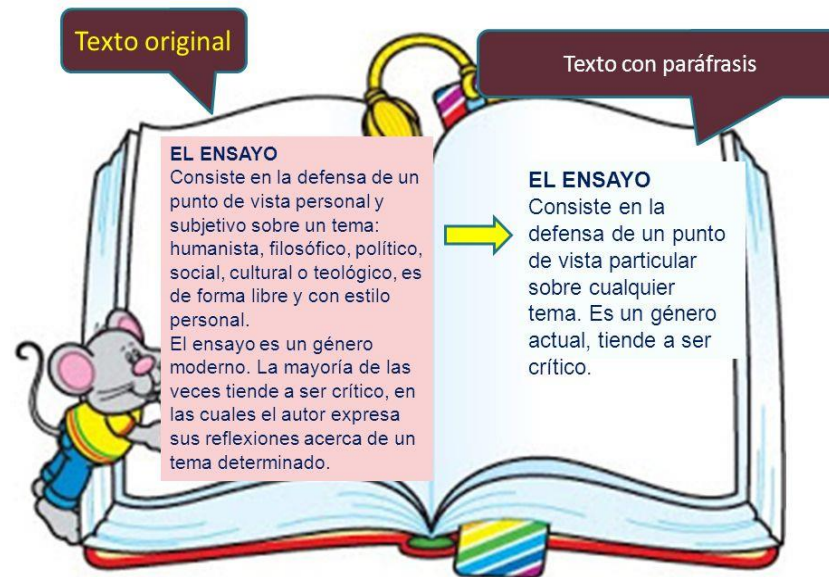 Texto original
Texto con paráfrasis
EL ENSAYO
Consiste en la defensa de un
punto de vista personal y
subjetivo sobre un tema:
humanista, filosófico, político,
social, cultural o teológico, es
de forma libre y con estilo
personal.
El ensayo es un género
moderno. La mayoría de las
veces tiende a ser crítico, en
las cuales el autor expresa
sus reflexiones acerca de un
tema determinado.
EL ENSAYO
Consiste en la
defensa de un punto
de vista particular
sobre cualquier
tema. Es un género
actual, tiende a ser
crítico.